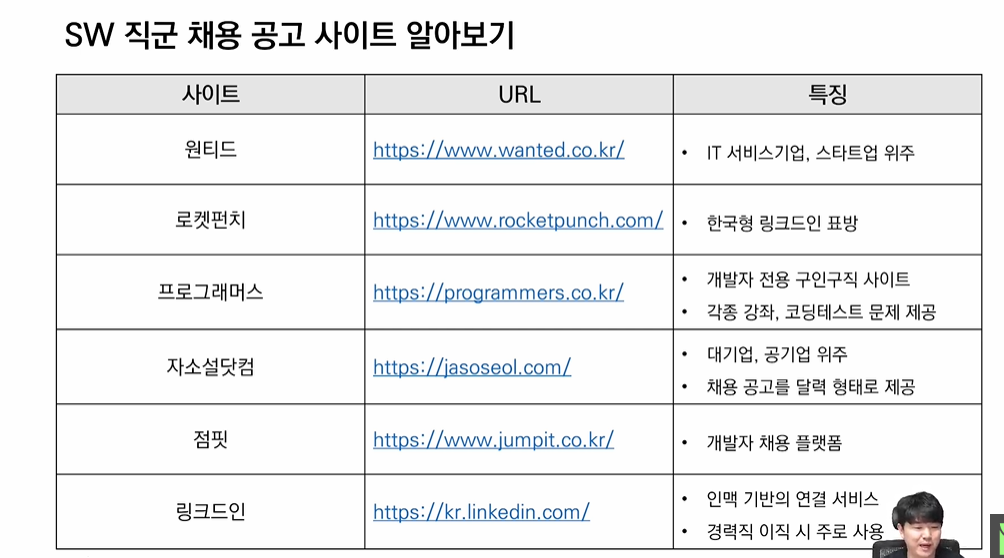 SW 직군 채용 공고 사이트 알아보기
사이트 URL 특징
원티드 https://www.wanted.co.kr/ • IT 서비스기업, 스타트업 위주
로켓펀치 https://www.rocketpunch.com/ • 한국형 링크드인 표방
프로그래머스 https://programmers.co.kr/ • 개발자 전용 구인구직 사이트
• 각종 강좌, 코딩테스트 문제 제공
자소설닷컴 https://jasoseol.com/ • 대기업, 공기업 위주
• 채용 공고를 달력 형태로 제공
점핏 https://www.jumpit.co.kr/ • 개발자 채용 플랫폼
링크드인 https://kr.linkedin.com/ • 인맥 기반의 연결 서비스
• 경력직 이직 시 주로 사용